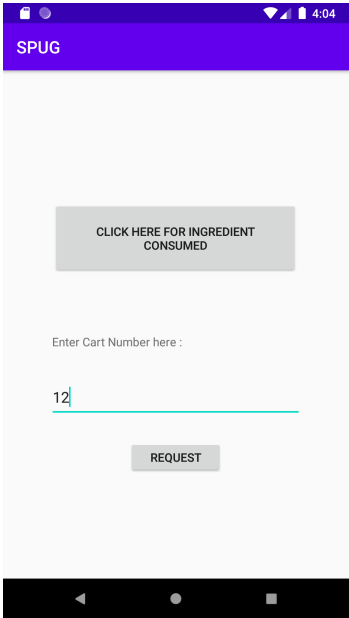 4:04
SPUG
CLICK HERE FOR INGREDIENT
CONSUMED
Enter Cart Number here :
12
REQUEST